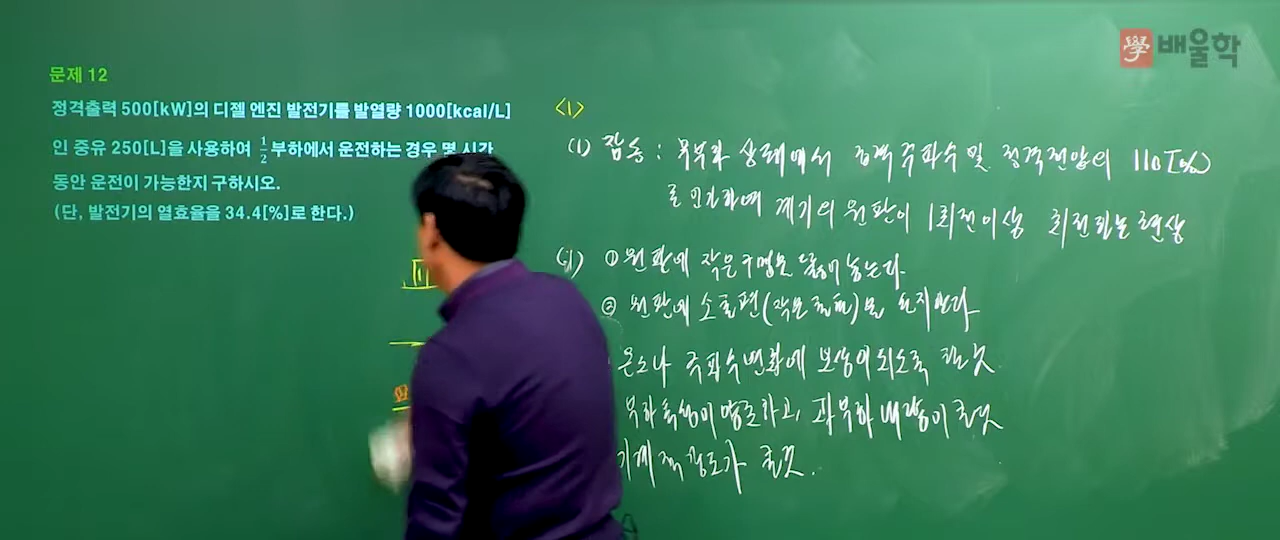 學 배울학
문제 12
정격출력 500[kW]의 디젤 엔진 발전기를 발열량 1000[kcal/L]
인 중유 250[L]을 사용하여 1/2 부하에서 운전하는 경우 몇 시간
동안 운전이 가능한지 구하시오.
(단, 발전기의 열효율을 34.4[%]로 한다.)
<1>
(1) 잠동 : 무부하 상태에서 정격주파수 및 정격전압의 110[%]
로 인가하여 계기의 원판이 1회전이상 회전하는 현상
① 원판에 작은구멍을 뚫어 놓는다.
② 원판에 소철편(작은 철편)을 한다.
온도나 주파수변화에 보상이되도록 할것
부하특성이 양호하고, 과부하 내량이 클것
기계적 강도가 클것.